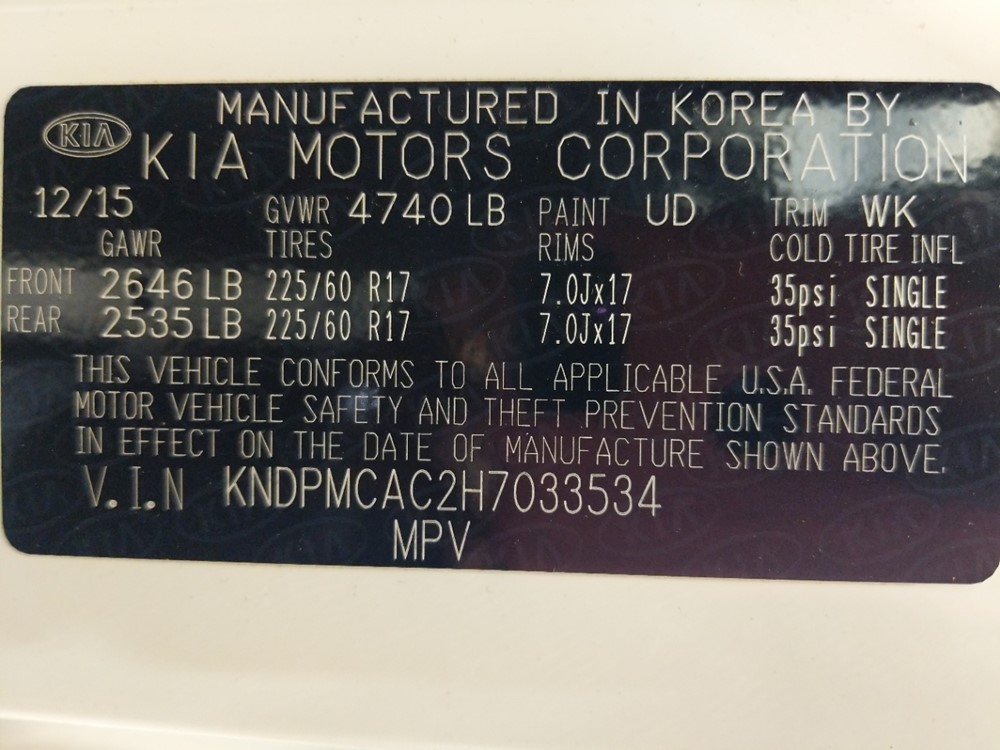 KIA MANUFACTURED IN KOREA BY
KIA MOTORS CORPORATION
12/15 GVWR 4740 LB PAINT UD TRIM WK
GAWR TIRES RIMS COLD TIRE INFL
FRONT 2646 LB 225/60 R17 7.0Jx17 35psi SINGLE
REAR 2535 LB 225/60 R17 7.0Jx17 35psi SINGLE
THIS VEHICLE CONFORMS TO ALL APPLICABLE U.S.A. FEDERAL
MOTOR VEHICLE SAFETY AND THEFT PREVENTION STANDARDS
IN EFFECT ON THE DATE OF MANUFACTURE SHOWN ABOVE.
V.I.N KNDPMCAC2H7033534
MPV